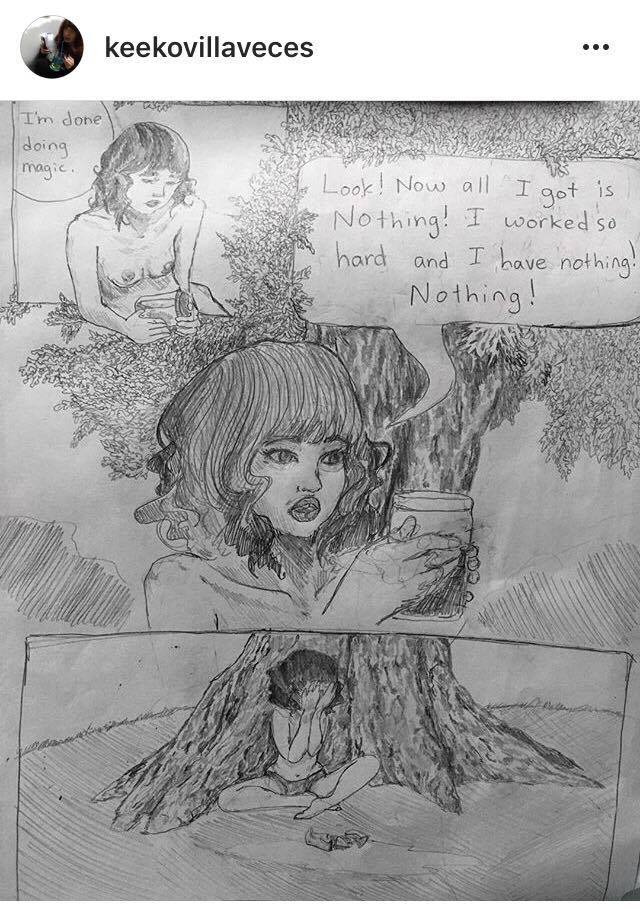 keekovillaveces
I'm done
doing
magic.
Look! Now all I got is
Nothing! I worked so
hard and I have nothing!
Nothing!